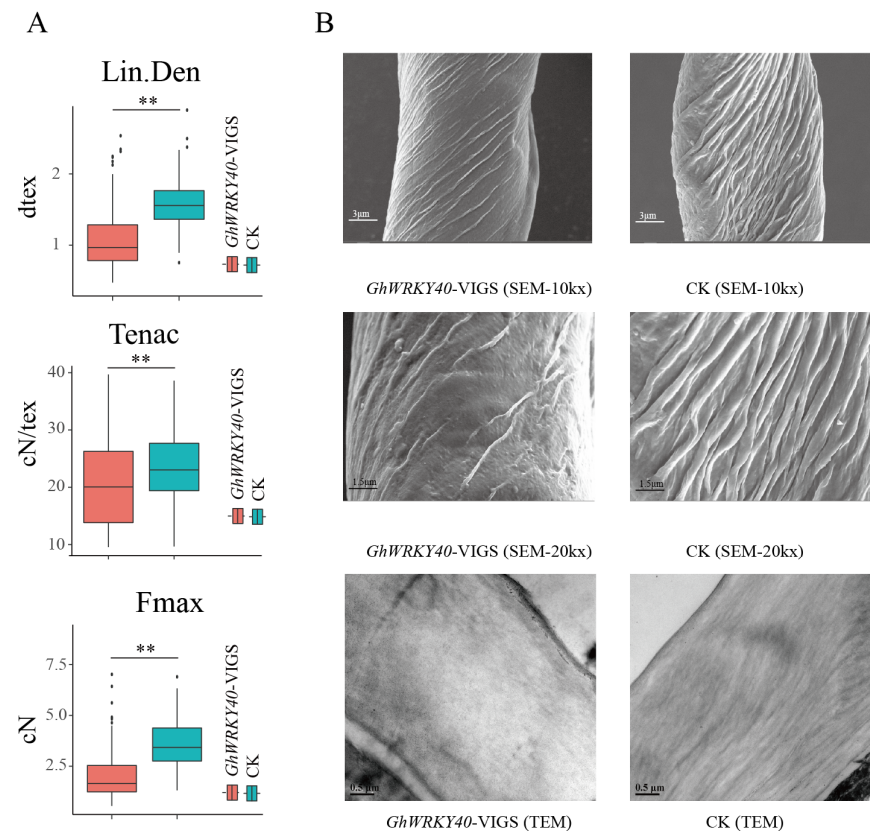 A
B
Lin.Den
**
dtex
2
1
GhWRKY40-VIGS
CK
3μm
3μm
GhWRKY40-VIGS (SEM-10kx)
CK (SEM-10kx)
Tenac
**
cN/tex
40
30
20
10
GhWRKY40-VIGS
CK
1.5μm
1.5μm
GhWRKY40-VIGS (SEM-20kx)
CK (SEM-20kx)
Fmax
**
cN
7.5
5.0
2.5
GhWRKY40-VIGS
CK
0.5 μm
0.5 μm
GhWRKY40-VIGS (TEM)
CK (TEM)